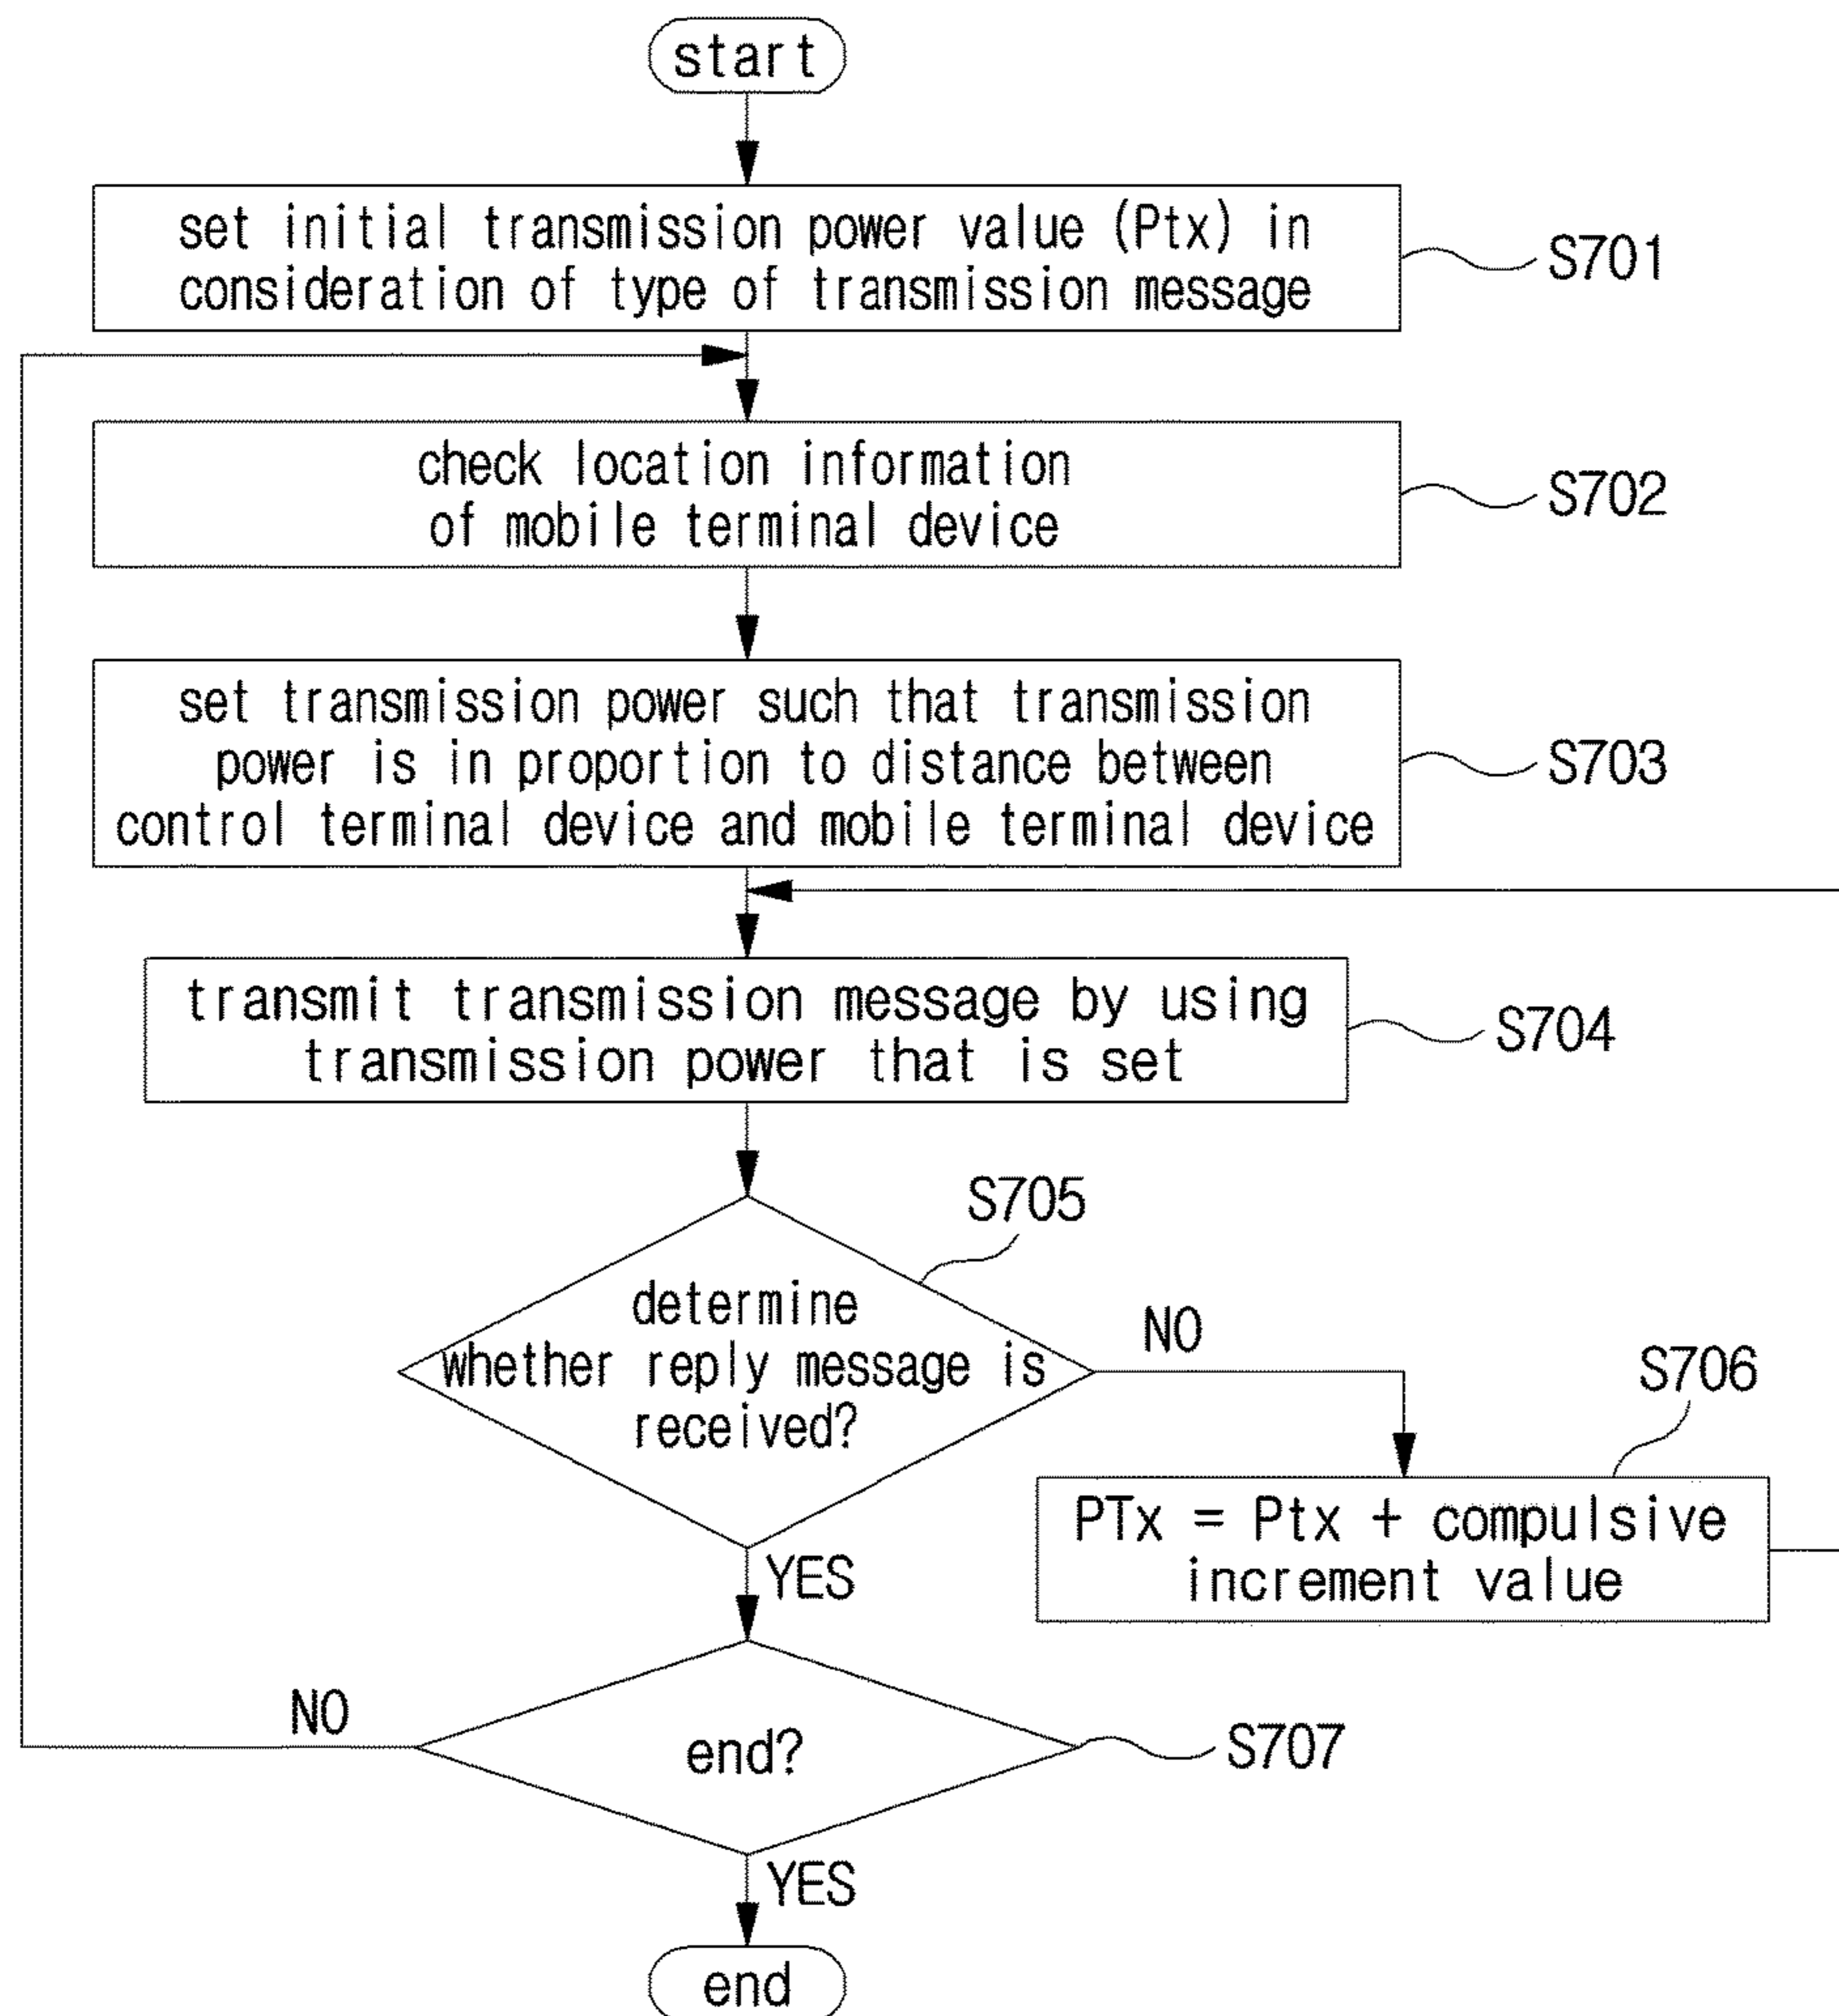 start
set initial transmission power value (Ptx) in
consideration of type of transmission message
S701
check location information
of mobile terminal device
S702
set transmission power such that transmission
power is in proportion to distance between
control terminal device and mobile terminal device
S703
transmit transmission message by using
transmission power that is set
S704
S705
determine
whether reply message is
received?
NO
S706
PTx = Ptx + compulsive
increment value
YES
NO
end?
S707
YES
end